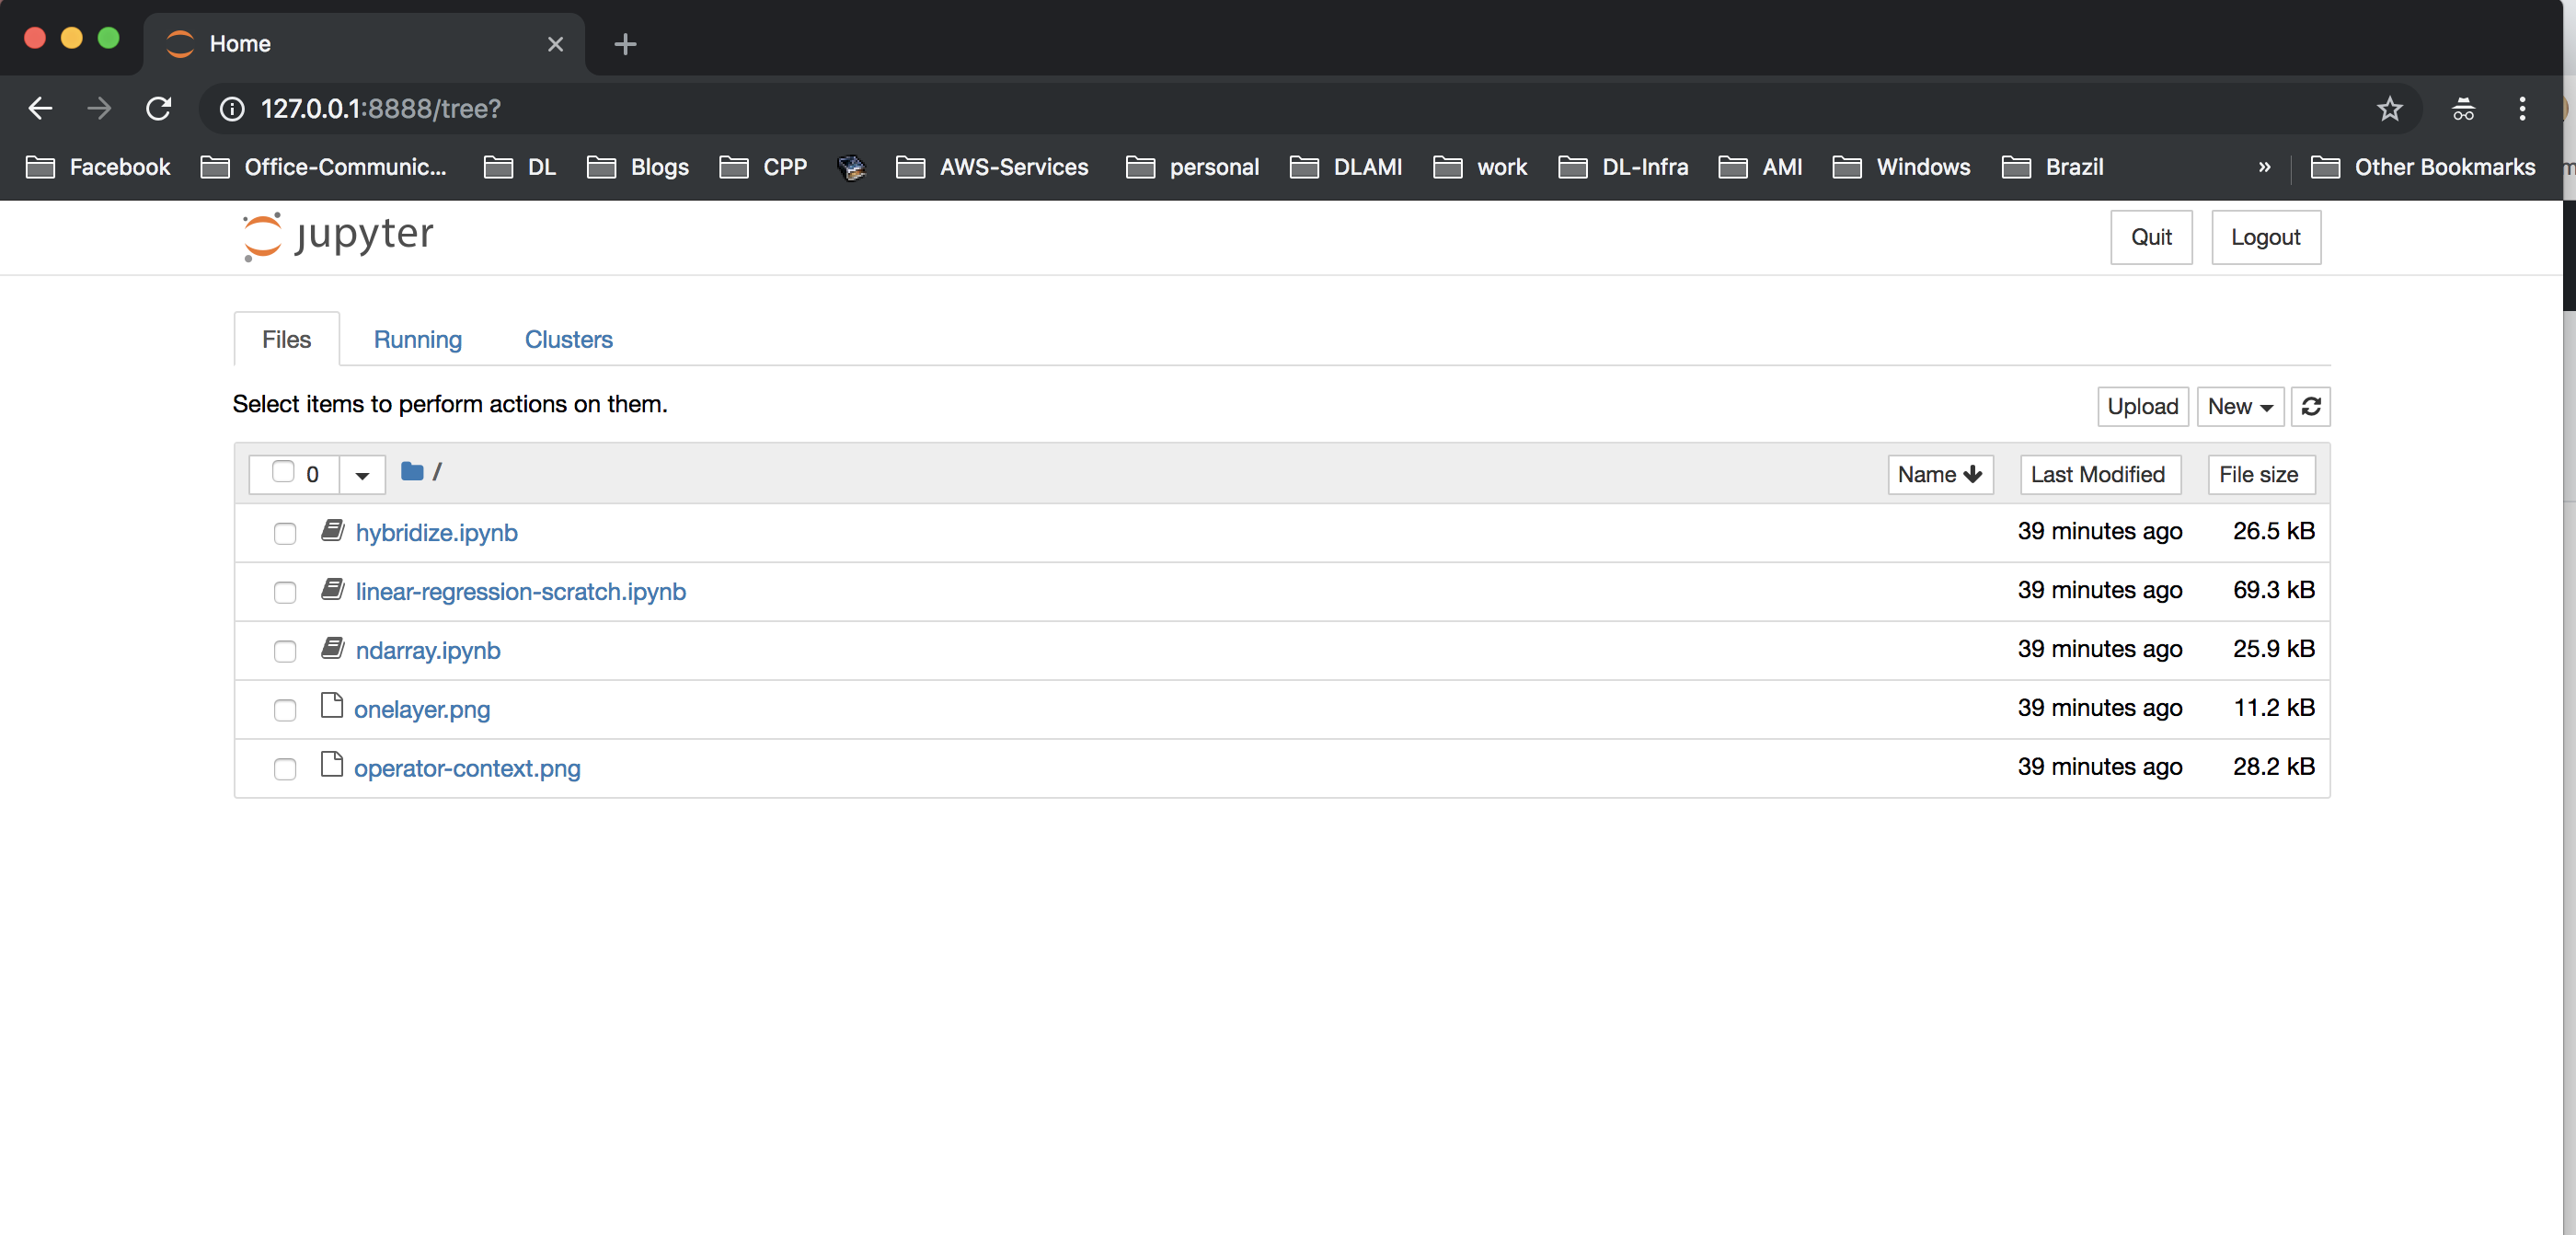 Home
127.0.0.1:8888/tree?
Facebook Office-Communic... DL Blogs CPP AWS-Services personal DLAMI work DL-Infra AMI Windows Brazil » Other Bookmarks
jupyter Quit Logout
Files Running Clusters
Select items to perform actions on them. Upload New
0 / Name Last Modified File size
hybridize.ipynb 39 minutes ago 26.5 kB
linear-regression-scratch.ipynb 39 minutes ago 69.3 kB
ndarray.ipynb 39 minutes ago 25.9 kB
onelayer.png 39 minutes ago 11.2 kB
operator-context.png 39 minutes ago 28.2 kB